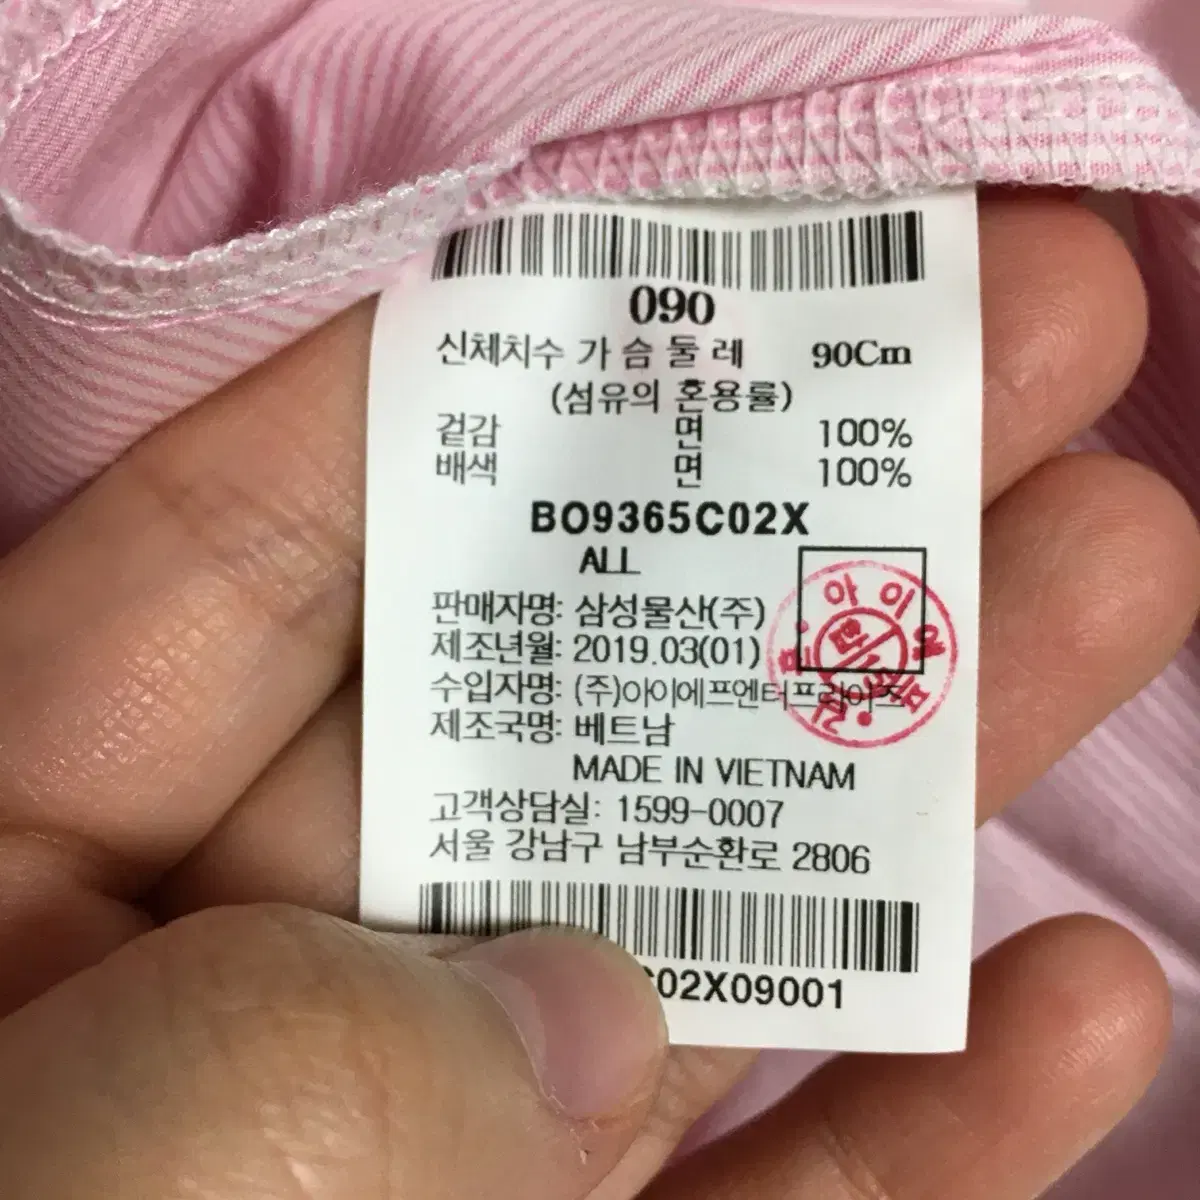 090
신체치수 가슴둘레 90Cm
(섬유의 혼용률)
겉감 면 100%
배색 면 100%
BO9365C02X
ALL
판매자명: 삼성물산(주)
제조년월: 2019.03(01)
수입자명: (주)아이에프엔터프라이즈
제조국명: 베트남
MADE IN VIETNAM
고객상담실: 1599-0007
서울 강남구 남부순환로 2806
C02X09001